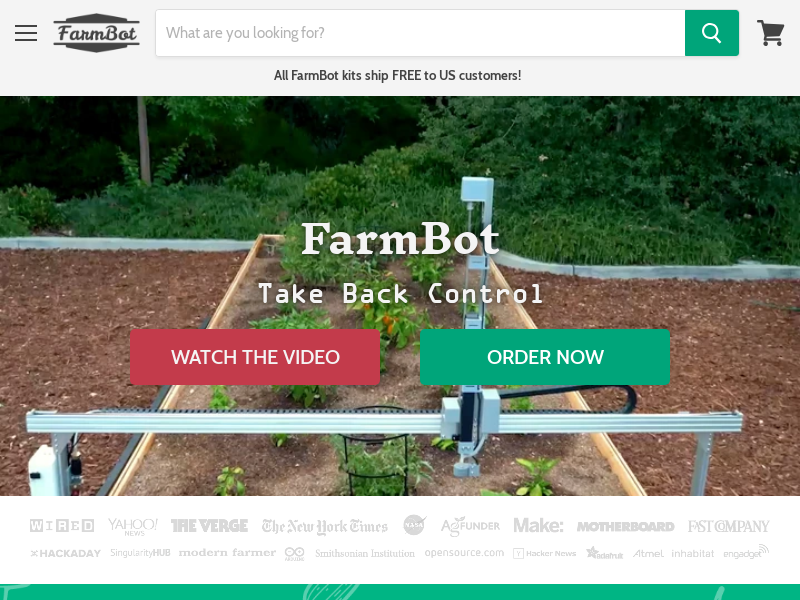 FarmBot
What are you looking for?
All FarmBot kits ship FREE to US customers!
FarmBot
Take Back Control
WATCH THE VIDEO
ORDER NOW
WIRED
YAHOO!
NEWS
THE VERGE
The New York Times
NASA
AgFUNDER
Make:
MOTHERBOARD
FAST COMPANY
HACKADAY
SingularityHUB
modern farmer
Smithsonian Institution
opensource.com
Y Hacker News
adafruit
Atmel
inhabitat
engadget